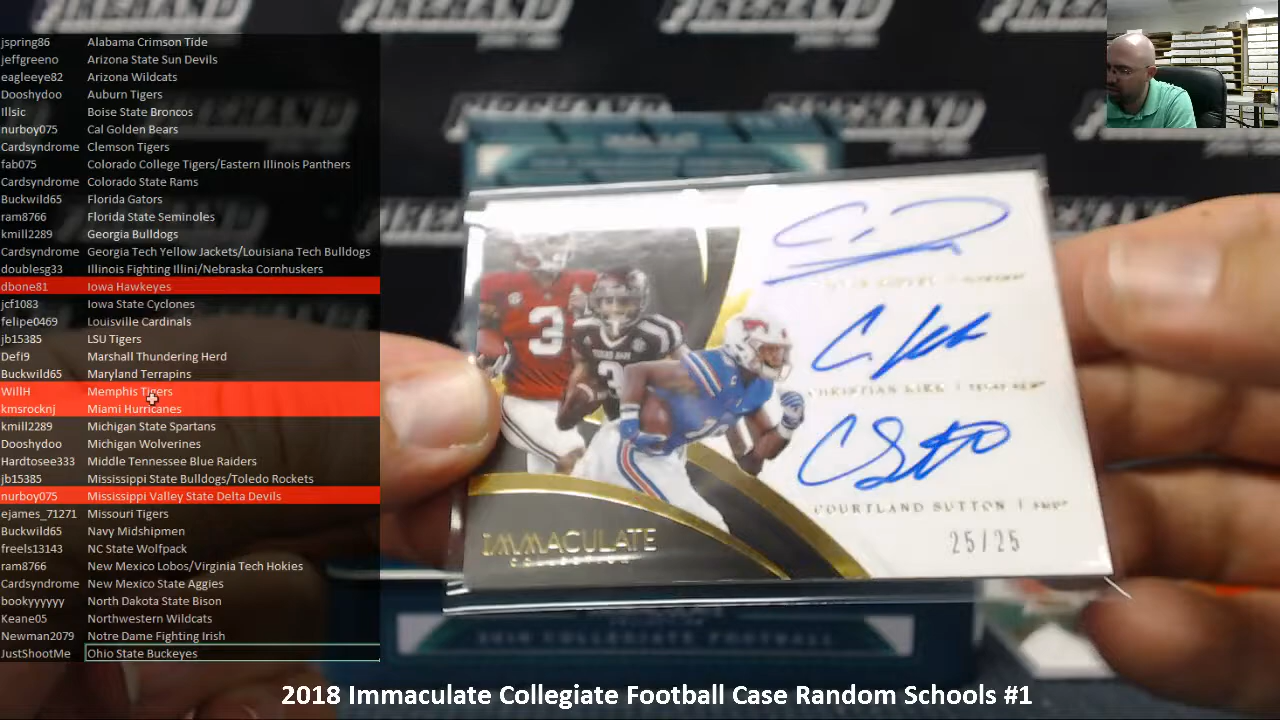 jspring86 Alabama Crimson Tide
jeffgreeno Arizona State Sun Devils
eagleeye82 Arizona Wildcats
Dooshydoo Auburn Tigers
Illsic Boise State Broncos
nurboy075 Cal Golden Bears
Cardsyndrome Clemson Tigers
fab075 Colorado College Tigers/Eastern Illinois Panthers
Cardsyndrome Colorado State Rams
Buckwild65 Florida Gators
ram8766 Florida State Seminoles
kmill2289 Georgia Bulldogs
Cardsyndrome Georgia Tech Yellow Jackets/Louisiana Tech Bulldogs
doublesg33 Illinois Fighting Illini/Nebraska Cornhuskers
dbone81 Iowa Hawkeyes
jcf1083 Iowa State Cyclones
felipe0469 Louisville Cardinals
jb15385 LSU Tigers
Defi9 Marshall Thundering Herd
Buckwild65 Maryland Terrapins
WillH Memphis Tigers
kmsrocknj Miami Hurricanes
kmill2289 Michigan State Spartans
Dooshydoo Michigan Wolverines
Hardtosee333 Middle Tennessee Blue Raiders
jb15385 Mississippi State Bulldogs/Toledo Rockets
nurboy075 Mississippi Valley State Delta Devils
ejames_71271 Missouri Tigers
Buckwild65 Navy Midshipmen
freels13143 NC State Wolfpack
ram8766 New Mexico Lobos/Virginia Tech Hokies
Cardsyndrome New Mexico State Aggies
bookyyyyyy North Dakota State Bison
Keane05 Northwestern Wildcats
Newman2079 Notre Dame Fighting Irish
JustShootMe Ohio State Buckeyes
CHRISTIAN KIRK | TEXAS A&M
COURTLAND SUTTON | SMU
25/25
IMMACULATE
COLLECTION
2018 COLLEGIATE FOOTBALL
2018 Immaculate Collegiate Football Case Random Schools #1